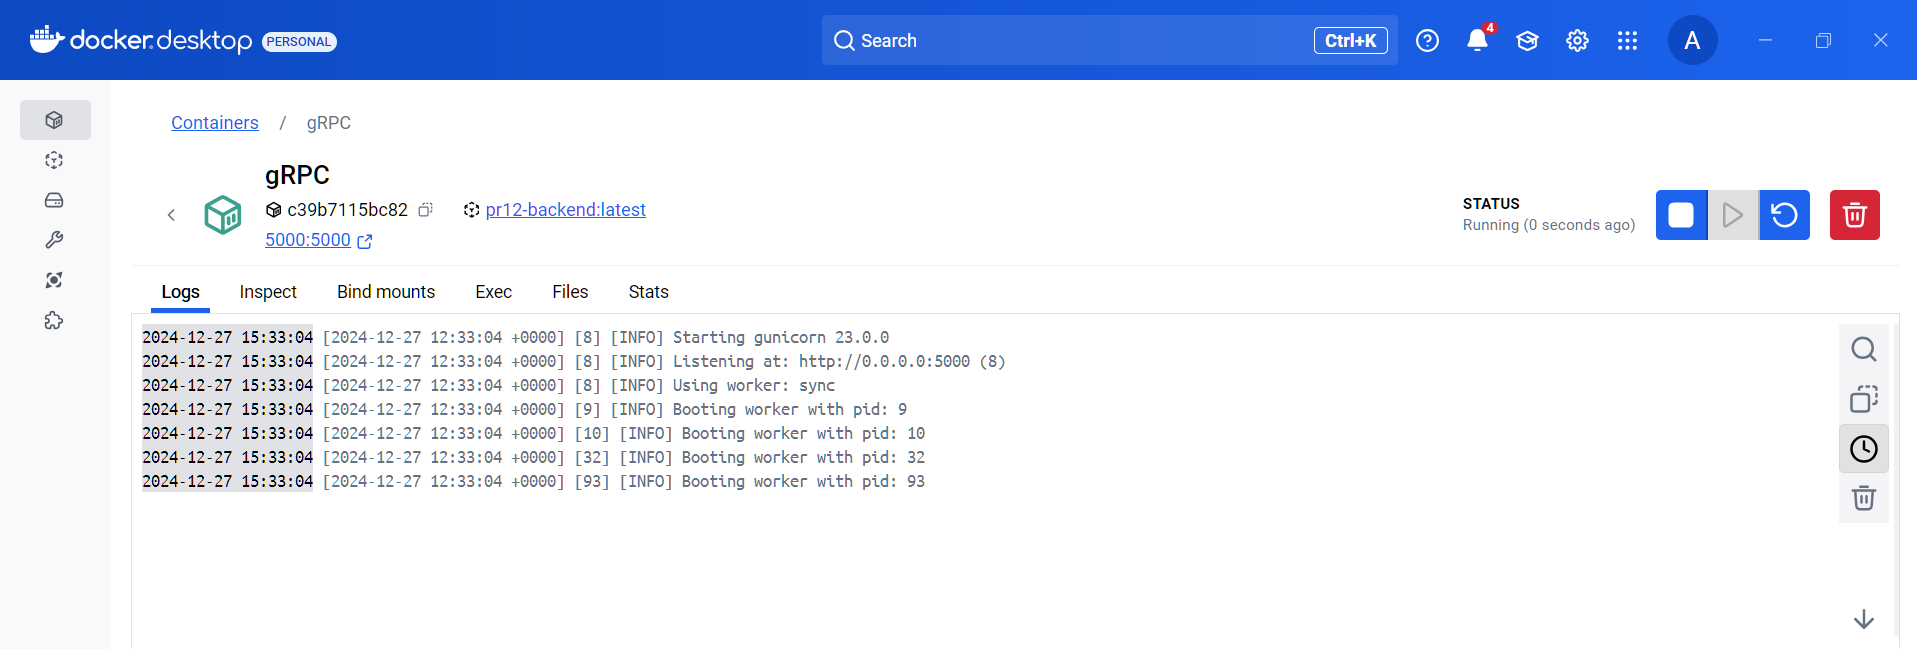 docker.desktop PERSONAL Search Ctrl+K 4 A
Containers / gRPC
gRPC
c39b7115bc82 pr12-backend:latest
5000:5000
STATUS
Running (0 seconds ago)
Logs Inspect Bind mounts Exec Files Stats
2024-12-27 15:33:04 [2024-12-27 12:33:04 +0000] [8] [INFO] Starting gunicorn 23.0.0
2024-12-27 15:33:04 [2024-12-27 12:33:04 +0000] [8] [INFO] Listening at: http://0.0.0.0:5000 (8)
2024-12-27 15:33:04 [2024-12-27 12:33:04 +0000] [8] [INFO] Using worker: sync
2024-12-27 15:33:04 [2024-12-27 12:33:04 +0000] [9] [INFO] Booting worker with pid: 9
2024-12-27 15:33:04 [2024-12-27 12:33:04 +0000] [10] [INFO] Booting worker with pid: 10
2024-12-27 15:33:04 [2024-12-27 12:33:04 +0000] [32] [INFO] Booting worker with pid: 32
2024-12-27 15:33:04 [2024-12-27 12:33:04 +0000] [93] [INFO] Booting worker with pid: 93